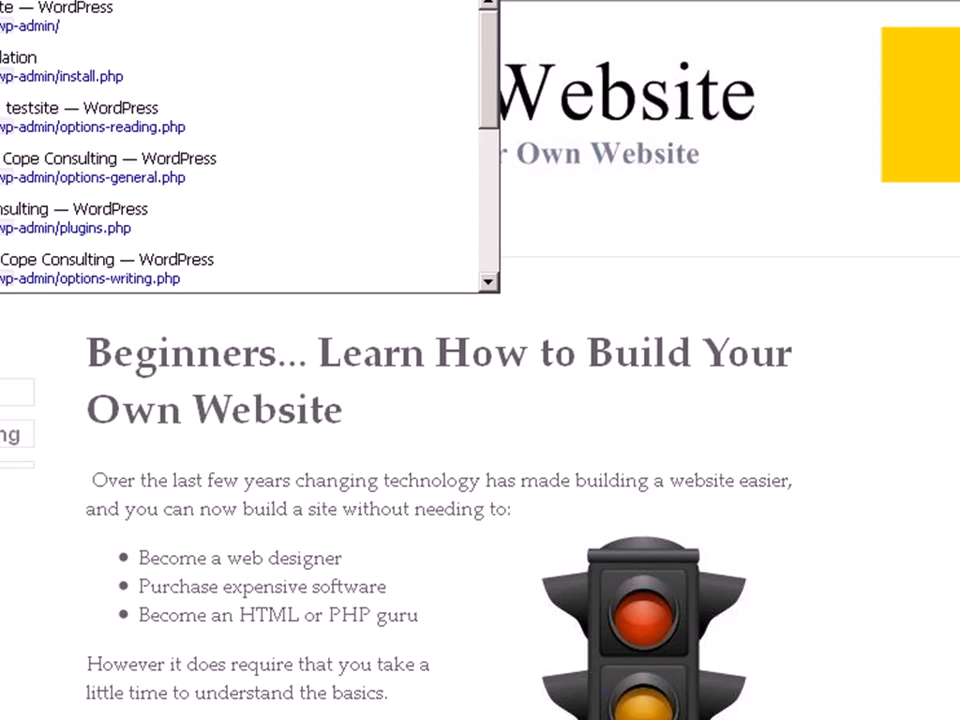 te — WordPress
wp-admin/
lation
wp-admin/install.php
testsite — WordPress
wp-admin/options-reading.php
Cope Consulting — WordPress
wp-admin/options-general.php
nsulting — WordPress
wp-admin/plugins.php
Cope Consulting — WordPress
wp-admin/options-writing.php
Website
r Own Website
Beginners... Learn How to Build Your
Own Website
ng
Over the last few years changing technology has made building a website easier,
and you can now build a site without needing to:
Become a web designer
Purchase expensive software
Become an HTML or PHP guru
However it does require that you take a
little time to understand the basics.